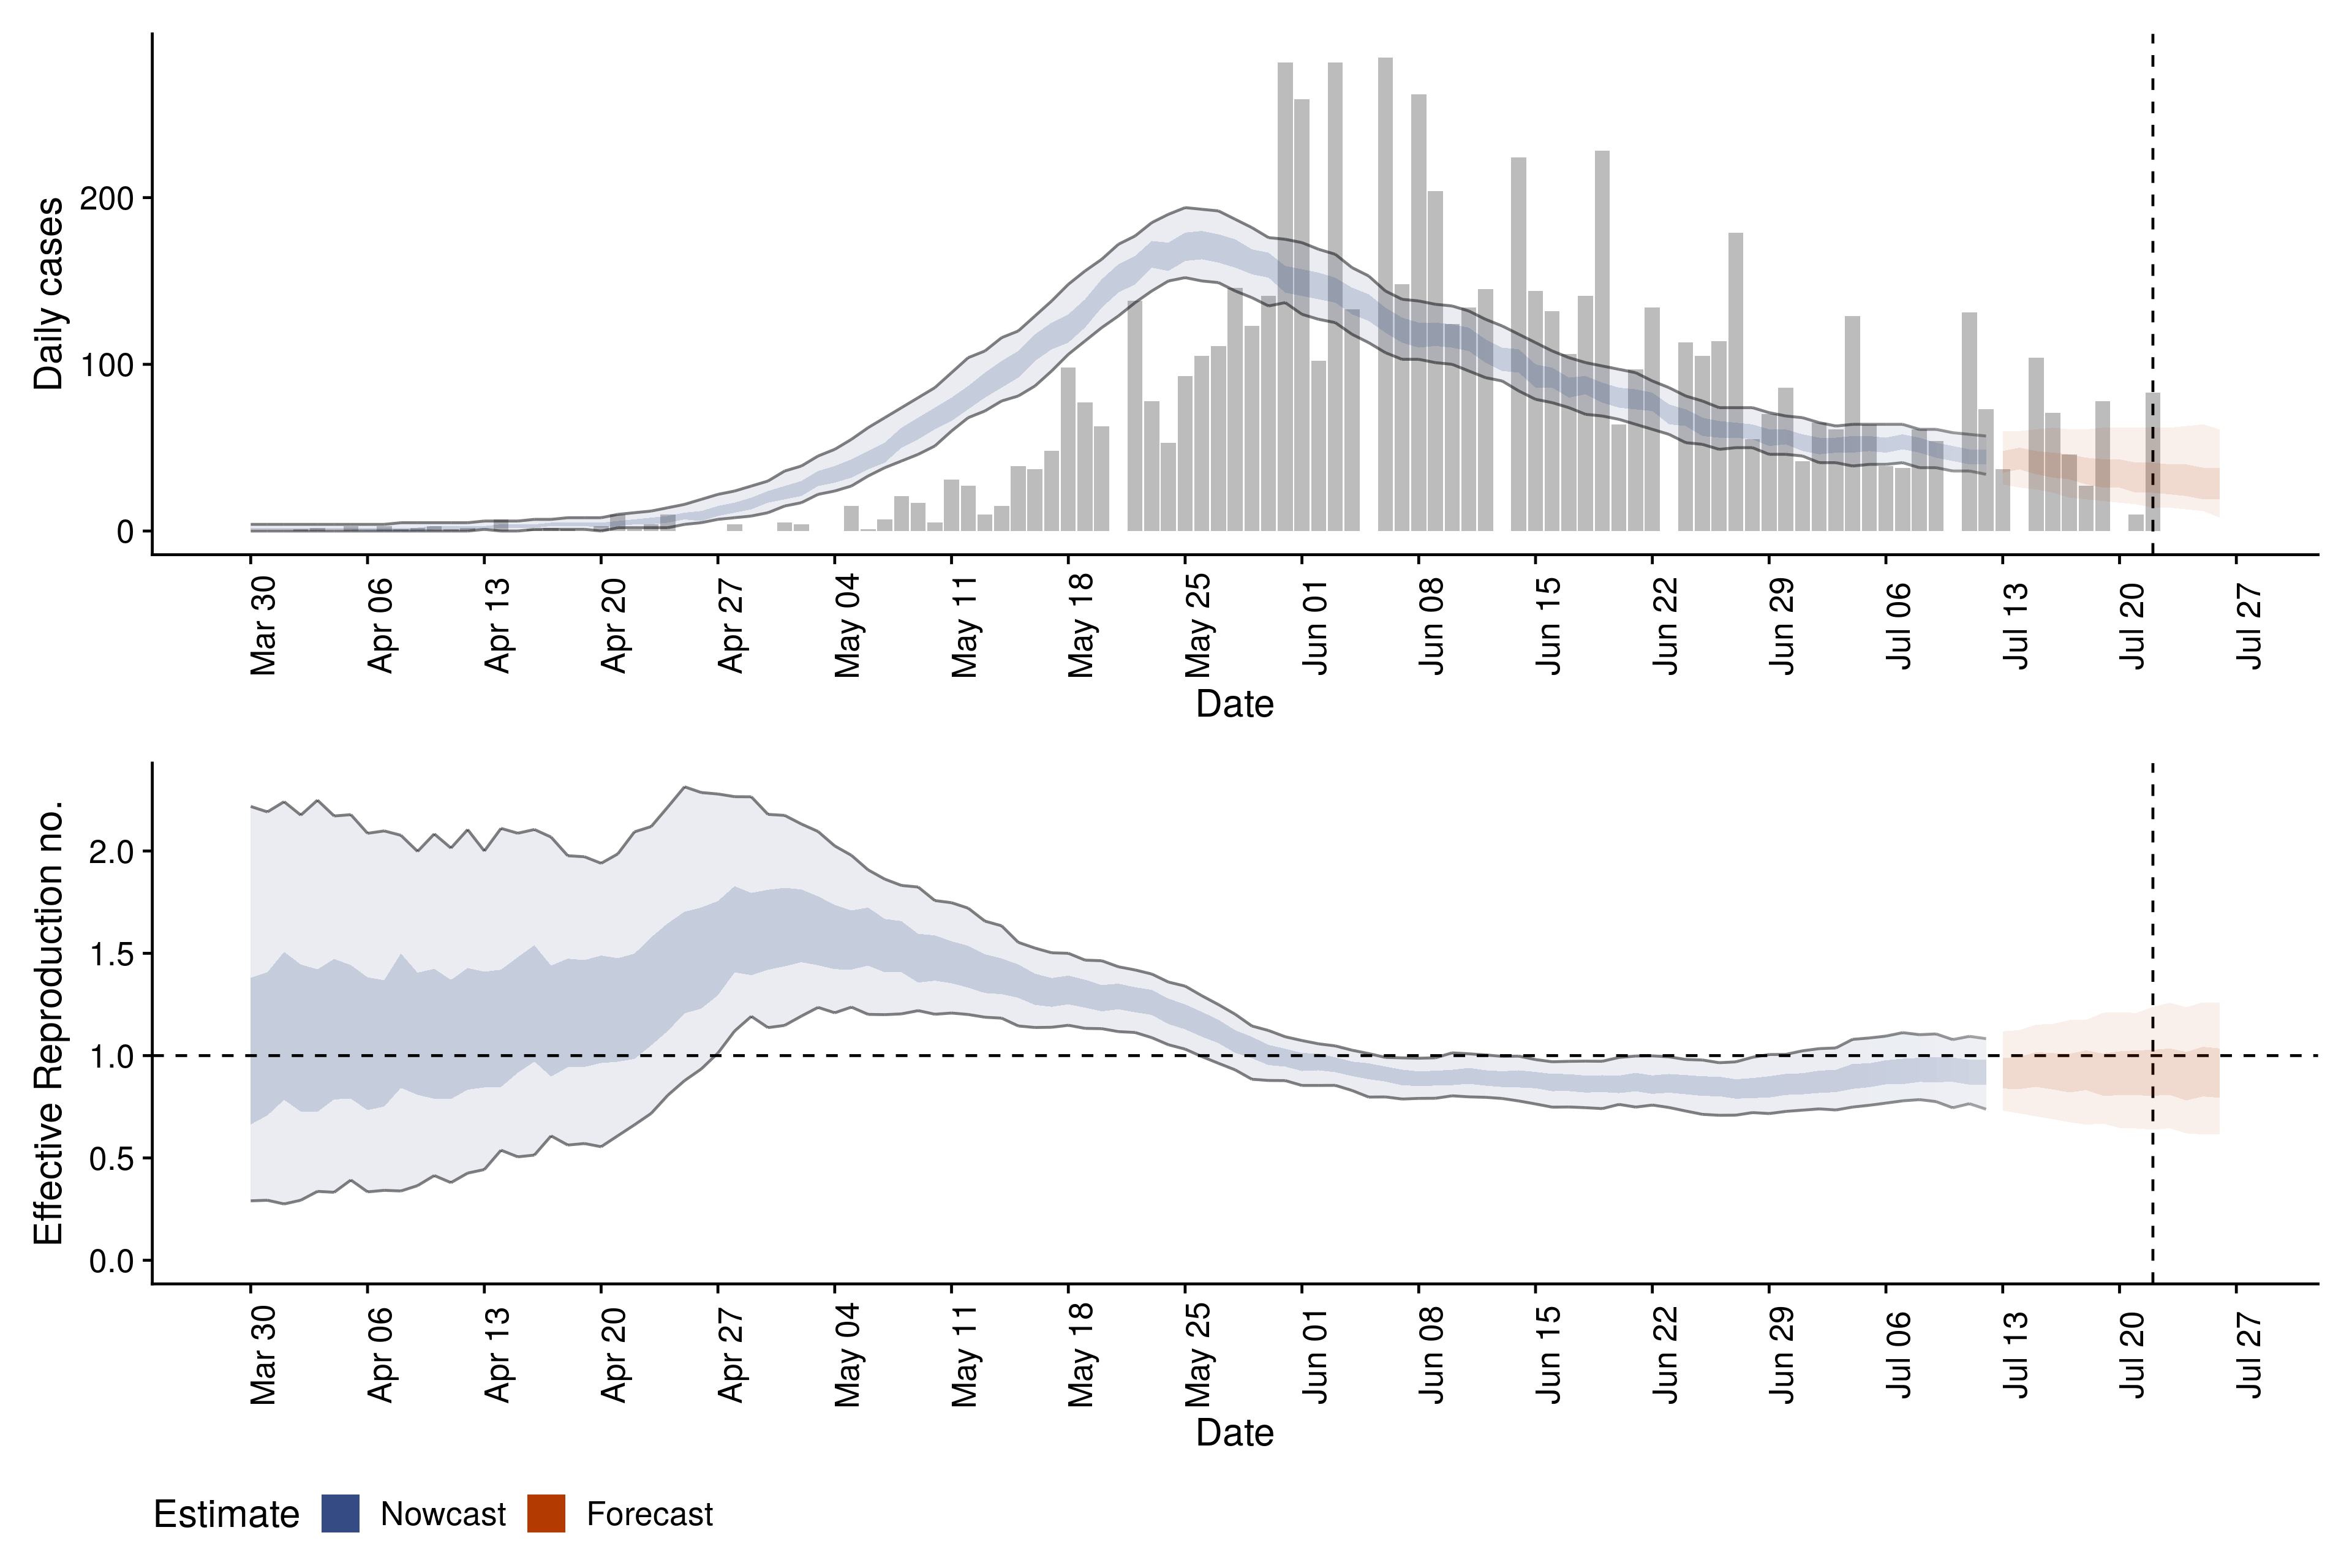 Daily cases
200
100
0
Mar 30
Apr 06
Apr 13
Apr 20
Apr 27
May 04
May 11
May 18
May 25
Jun 01
Jun 08
Jun 15
Jun 22
Jun 29
Jul 06
Jul 13
Jul 20
Jul 27
Date
Effective Reproduction no.
2.0
1.5
1.0
0.5
0.0
Mar 30
Apr 06
Apr 13
Apr 20
Apr 27
May 04
May 11
May 18
May 25
Jun 01
Jun 08
Jun 15
Jun 22
Jun 29
Jul 06
Jul 13
Jul 20
Jul 27
Date
Estimate Nowcast Forecast